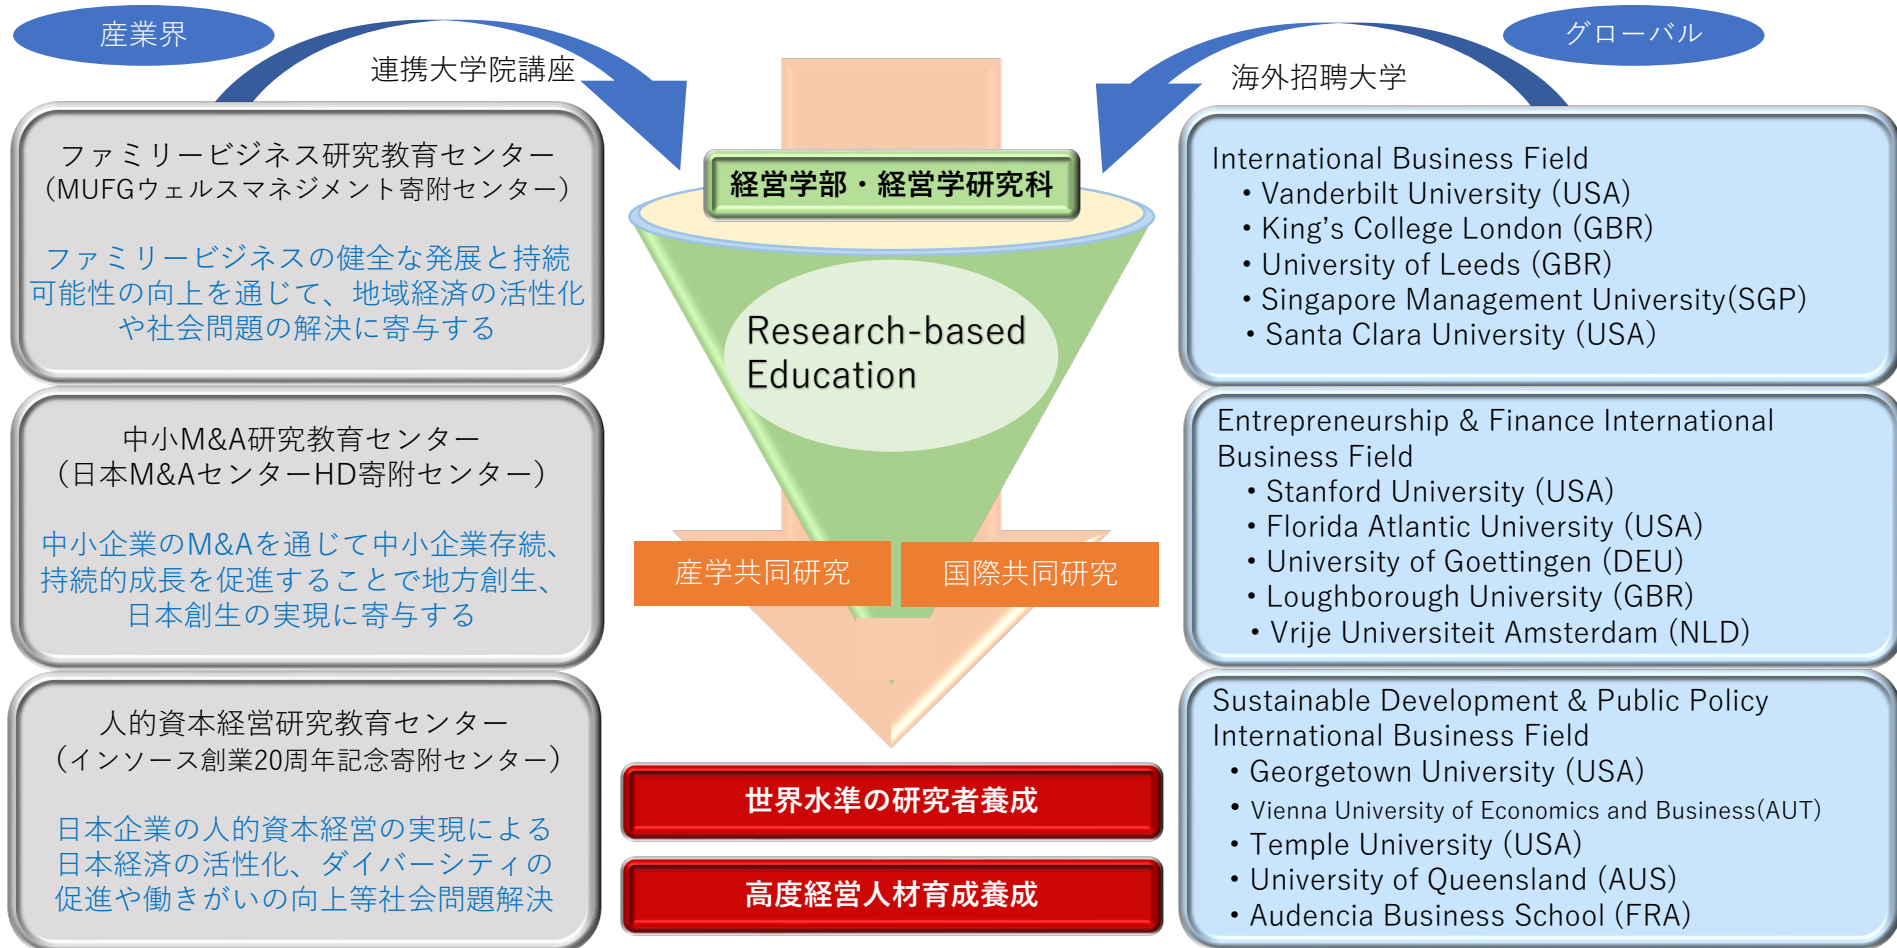 産業界
連携大学院講座
ファミリービジネス研究教育センター
（MUFGウェルスマネジメント寄附センター）
ファミリービジネスの健全な発展と持続
可能性の向上を通じて、地域経済の活性化
や社会問題の解決に寄与する
中小M&A研究教育センター
（日本M&AセンターHD寄附センター）
中小企業のM&Aを通じて中小企業存続、
持続的成長を促進することで地方創生、
日本創生の実現に寄与する
人的資本経営研究教育センター
（インソース創業20周年記念寄附センター）
日本企業の人的資本経営の実現による
日本経済の活性化、ダイバーシティの
促進や働きがいの向上等社会問題解決
経営学部・経営学研究科
Research-based
Education
産学共同研究
国際共同研究
世界水準の研究者養成
高度経営人材育成養成
グローバル
海外招聘大学
International Business Field
・Vanderbilt University (USA)
・King's College London (GBR)
・University of Leeds (GBR)
・Singapore Management University(SGP)
・Santa Clara University (USA)
Entrepreneurship & Finance International
Business Field
・Stanford University (USA)
・Florida Atlantic University (USA)
・University of Goettingen (DEU)
・Loughborough University (GBR)
・Vrije Universiteit Amsterdam (NLD)
Sustainable Development & Public Policy
International Business Field
・Georgetown University (USA)
・Vienna University of Economics and Business(AUT)
・Temple University (USA)
・University of Queensland (AUS)
・Audencia Business School (FRA)